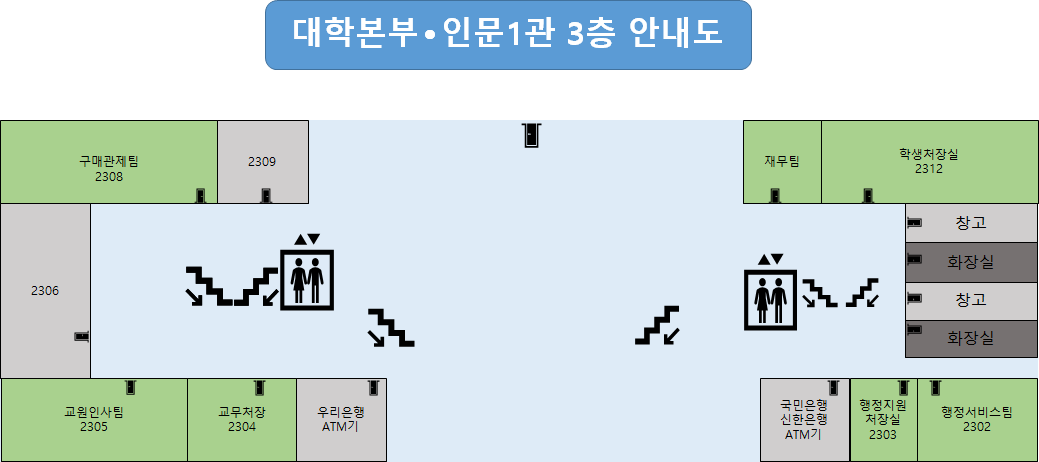 대학본부•인문1관 3층 안내도
구매관제팀
2308
2309
재무팀
학생처장실
2312
창고
화장실
창고
화장실
2306
교원인사팀
2305
교무처장
2304
우리은행
ATM기
국민은행
신한은행
ATM기
행정지원
처장실
2303
행정서비스팀
2302